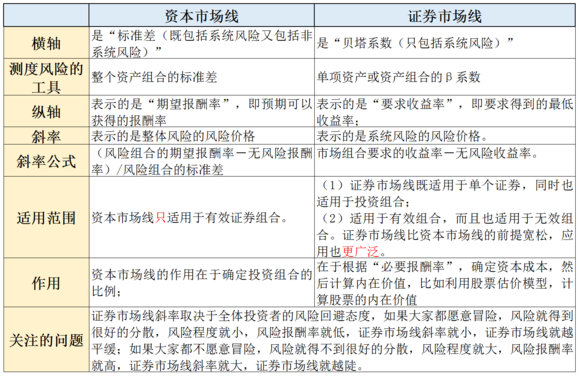 资本市场线
证券市场线
横轴
是“标准差（既包括系统风险又包括非
系统风险）”
是“贝塔系数（只包括系统风险）”
测度风险的
工具
整个资产组合的标准差
单项资产或资产组合的β系数
纵轴
表示的是“期望报酬率”，即预期可以
获得的报酬率
表示的是“要求收益率”，即要求得到的最低
收益率；
斜率
表示的是整体风险的风险价格
表示的是系统风险的风险价格。
斜率公式
（风险组合的期望报酬率－无风险报酬
率）/风险组合的标准差
市场组合要求的收益率－无风险收益率。
适用范围
资本市场线只适用于有效证券组合。
（1）证券市场线既适用于单个证券，同时也
适用于投资组合；
（2）适用于有效组合，而且也适用于无效组
合。证券市场线比资本市场线的前提宽松，应
用也更广泛。
作用
资本市场线的作用在于确定投资组合的
比例；
在于根据“必要报酬率”，确定资本成本，然
后计算内在价值，比如利用股票估价模型，计
算股票的内在价值
关注的问题
证券市场线斜率取决于全体投资者的风险回避态度，如果大家都愿意冒险，风险就得到
很好的分散，风险程度就小，风险报酬率就低，证券市场线斜率就小，证券市场线就越
平缓；如果大家都不愿意冒险，风险就得不到很好的分散，风险程度就大，风险报酬率
就高，证券市场线斜率就大，证券市场线就越陡。